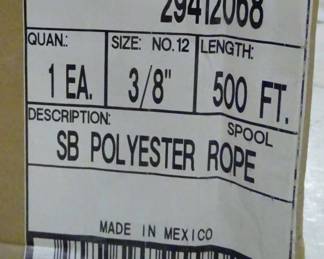 29412068
QUAN.: SIZE: NO.12 LENGTH:
1 EA. 3/8" 500 FT.
DESCRIPTION: SPOOL
SB POLYESTER ROPE
MADE IN MEXICO